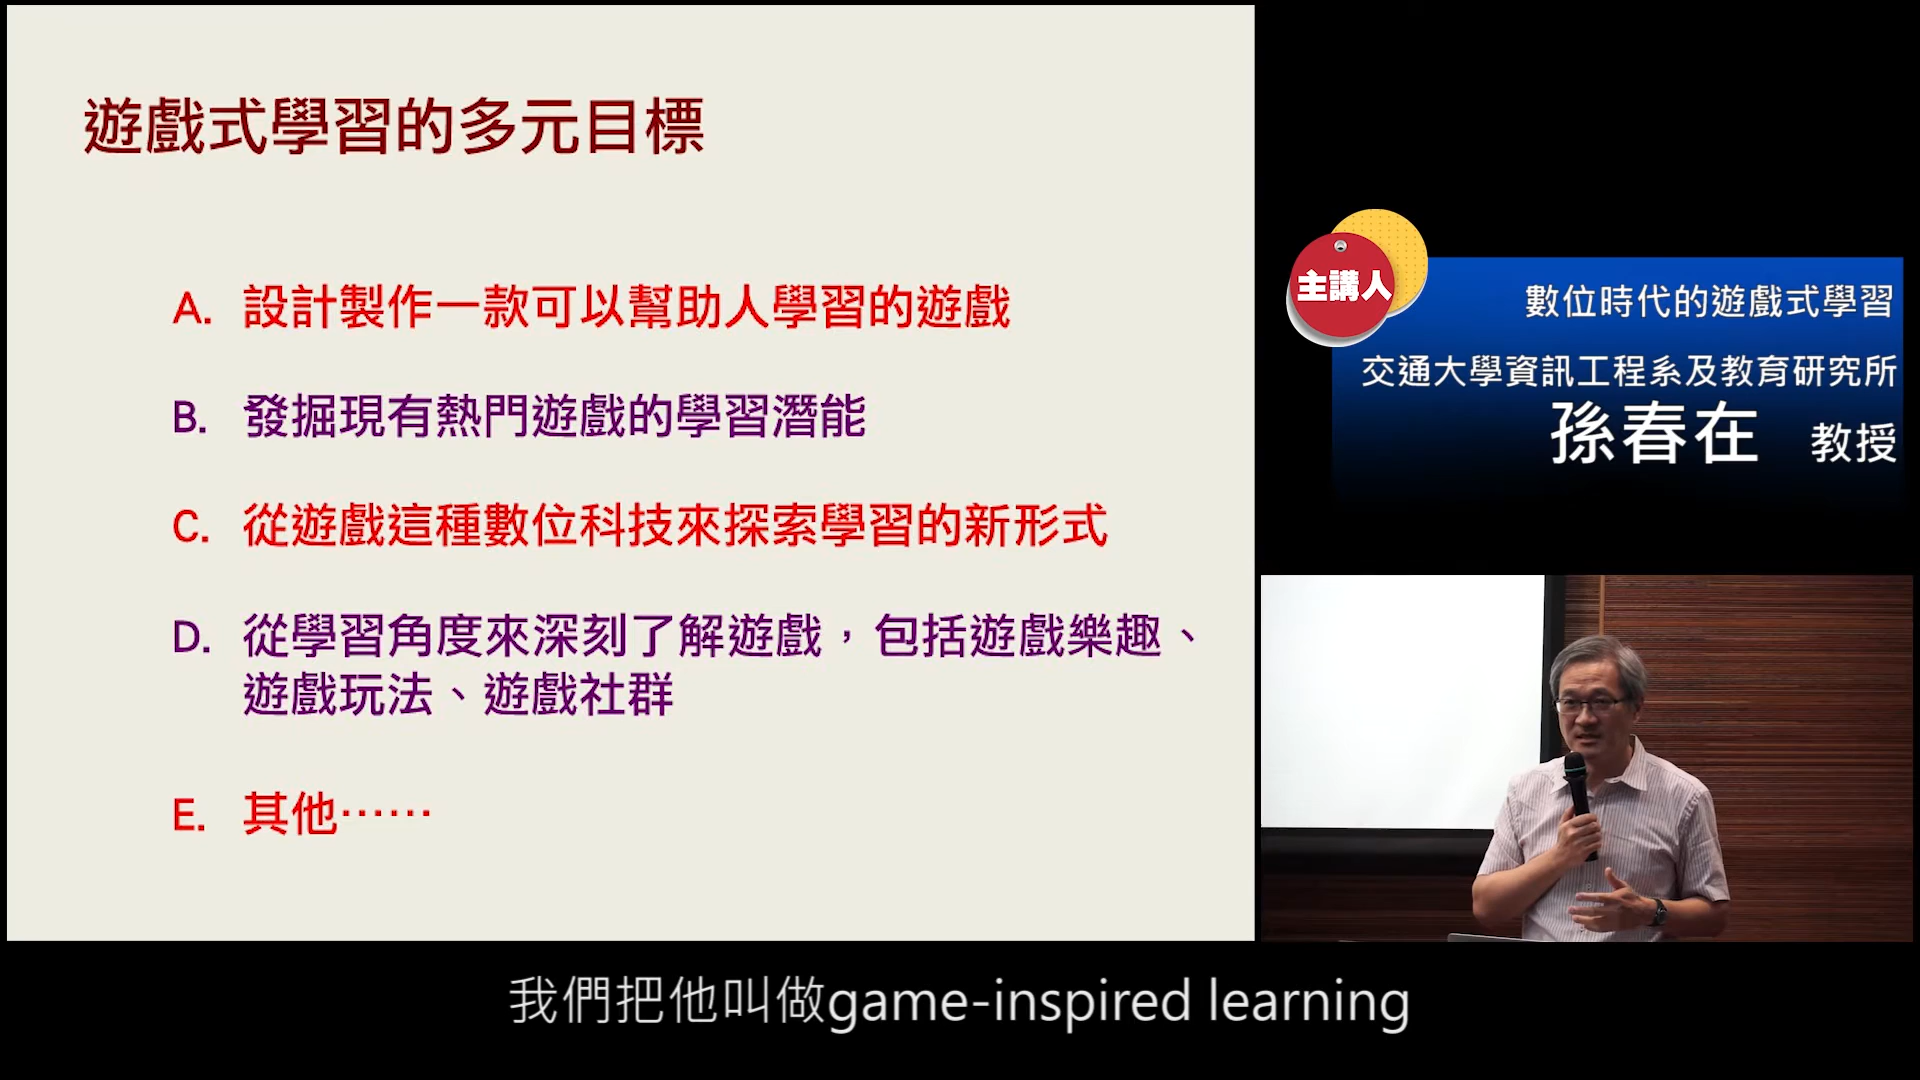 遊戲式學習的多元目標
A. 設計製作一款可以幫助人學習的遊戲
B. 發掘現有熱門遊戲的學習潛能
C. 從遊戲這種數位科技來探索學習的新形式
D. 從學習角度來深刻了解遊戲，包括遊戲樂趣、
遊戲玩法、遊戲社群
E. 其他……
主講人
數位時代的遊戲式學習
交通大學資訊工程系及教育研究所
孫春在 教授
我們把他叫做game-inspired learning